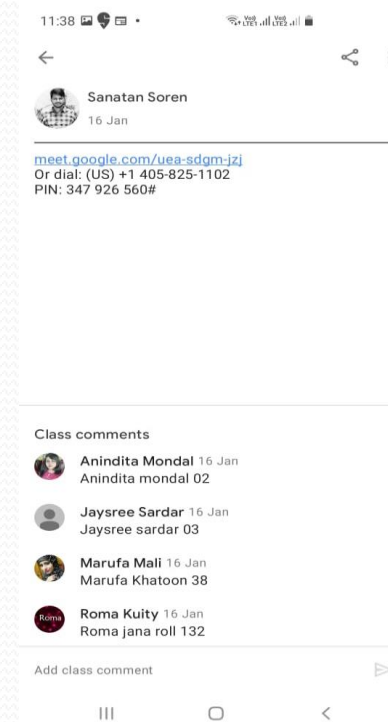 11:38
Sanatan Soren
16 Jan
meet.google.com/uea-sdgm-jzj
Or dial: (US) +1 405-825-1102
PIN: 347 926 560#
Class comments
Anindita Mondal 16 Jan
Anindita mondal 02
Jaysree Sardar 16 Jan
Jaysree sardar 03
Marufa Mali 16 Jan
Marufa Khatoon 38
Roma Kuity 16 Jan
Roma
Roma jana roll 132
Add class comment